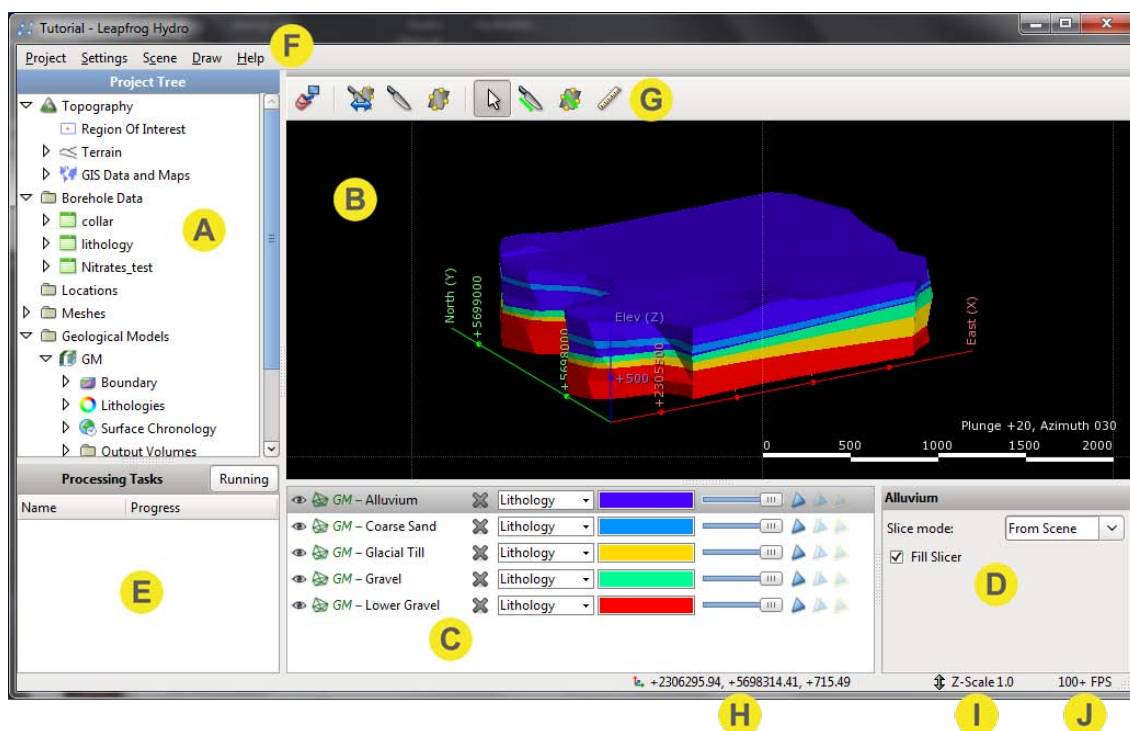 Tutorial - Leapfrog Hydro
F
Project Settings Scene Draw Help
Project Tree
Topography
Region Of Interest
Terrain
GIS Data and Maps
Borehole Data
collar
lithology
Nitrates_test
Locations
Meshes
Geological Models
GM
Boundary
Lithologies
Surface Chronology
Output Volumes
A
Processing Tasks Running
Name Progress
E
G
B
North (Y)
+5699000
+5698000
Elev (Z)
+500
+2305500
East (X)
Plunge +20, Azimuth 030
0 500 1000 1500 2000
GM – Alluvium Lithology
GM – Coarse Sand Lithology
GM – Glacial Till Lithology
GM – Gravel Lithology
GM – Lower Gravel Lithology
C
Alluvium
Slice mode: From Scene
Fill Slicer
D
+2306295.94, +5698314.41, +715.49 Z-Scale 1.0 100+ FPS
H I J